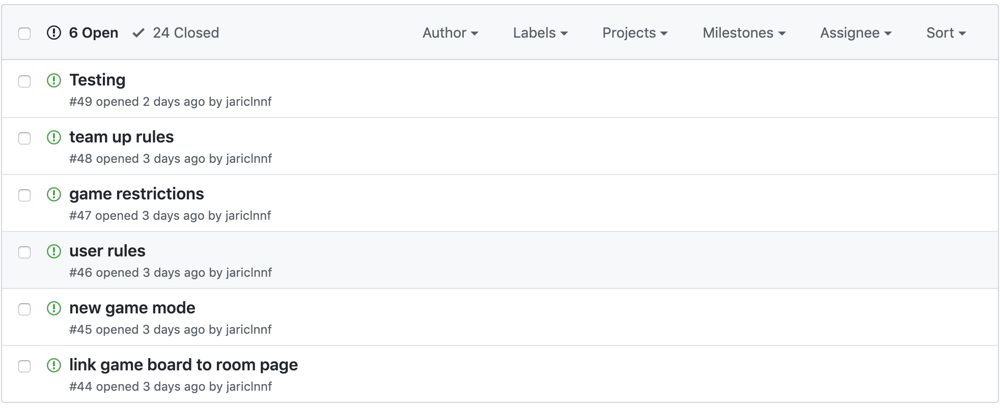 6 Open 24 Closed Author Labels Projects Milestones Assignee Sort
Testing
#49 opened 2 days ago by jariclnnf
team up rules
#48 opened 3 days ago by jariclnnf
game restrictions
#47 opened 3 days ago by jariclnnf
user rules
#46 opened 3 days ago by jariclnnf
new game mode
#45 opened 3 days ago by jariclnnf
link game board to room page
#44 opened 3 days ago by jariclnnf